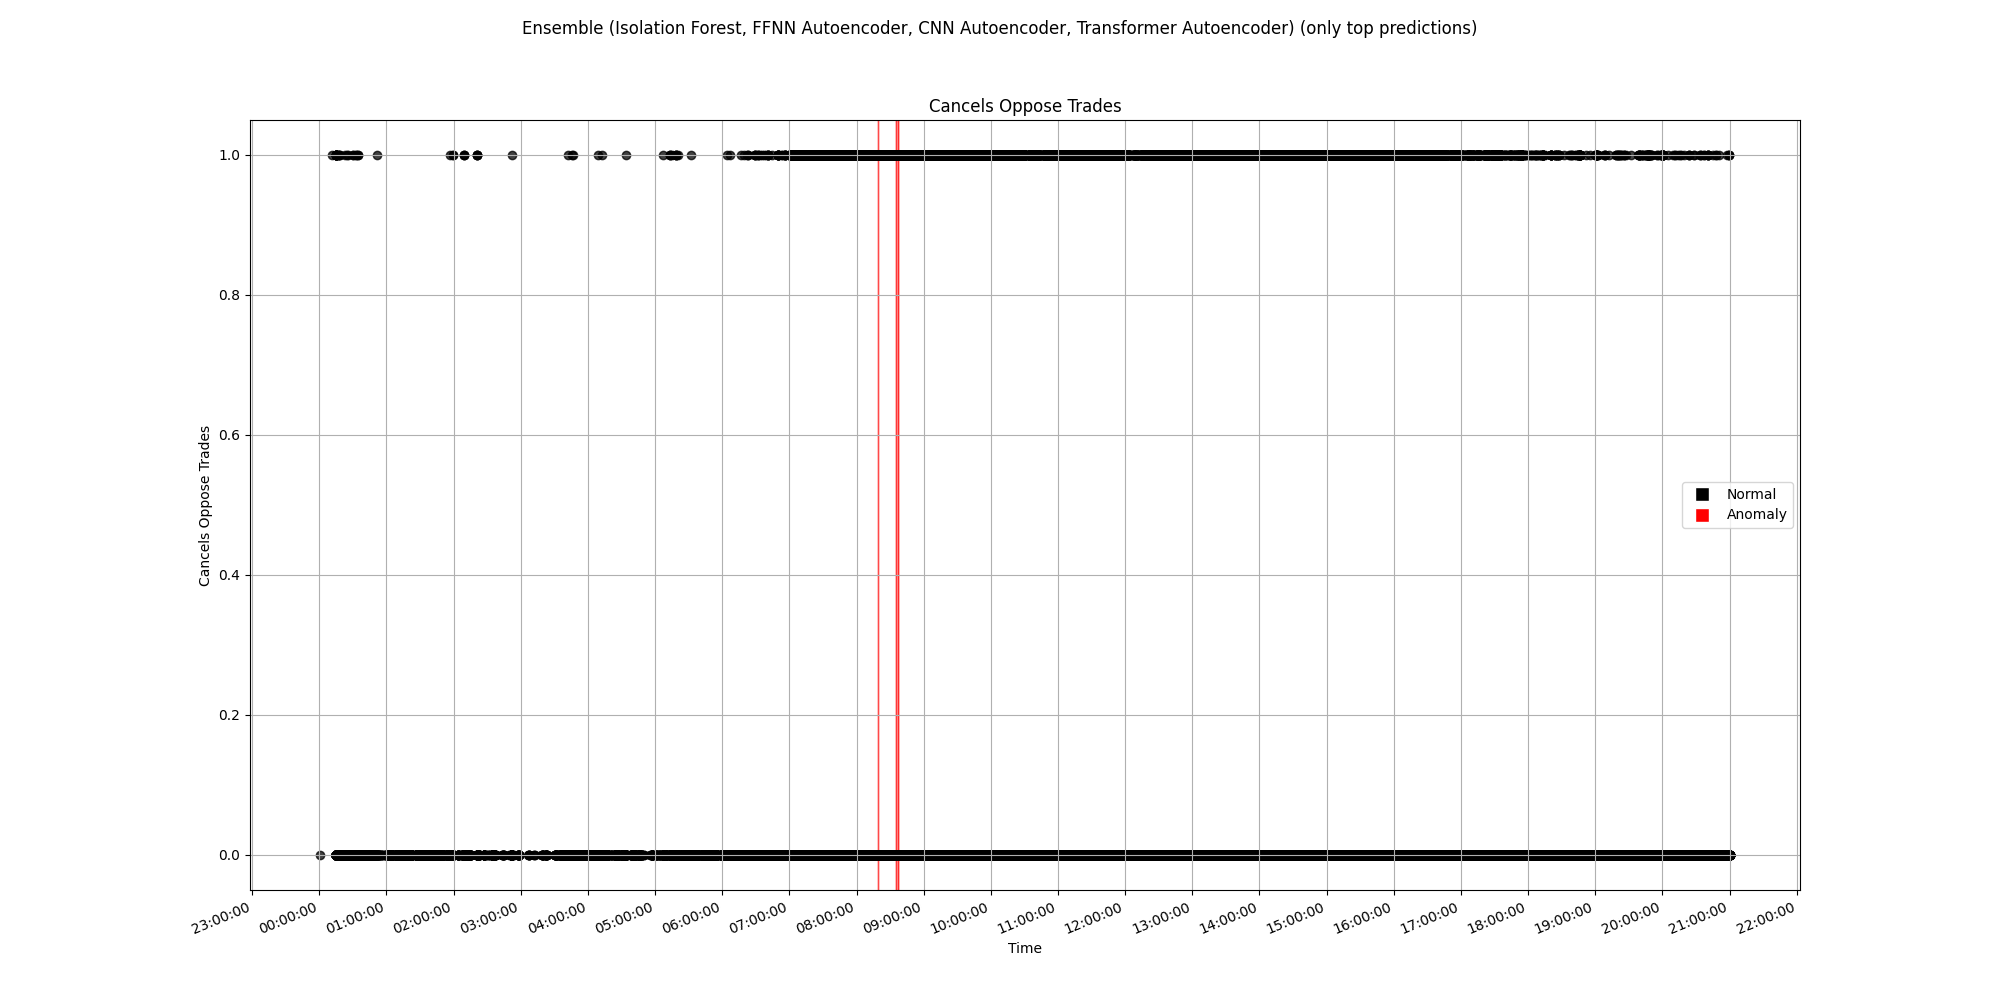 Ensemble (Isolation Forest, FFNN Autoencoder, CNN Autoencoder, Transformer Autoencoder) (only top predictions)
Cancels Oppose Trades
Cancels Oppose Trades
1.0
0.8
0.6
0.4
0.2
0.0
Normal
Anomaly
23:00:00 00:00:00 01:00:00 02:00:00 03:00:00 04:00:00 05:00:00 06:00:00 07:00:00 08:00:00 09:00:00 10:00:00 11:00:00 12:00:00 13:00:00 14:00:00 15:00:00 16:00:00 17:00:00 18:00:00 19:00:00 20:00:00 21:00:00 22:00:00
Time